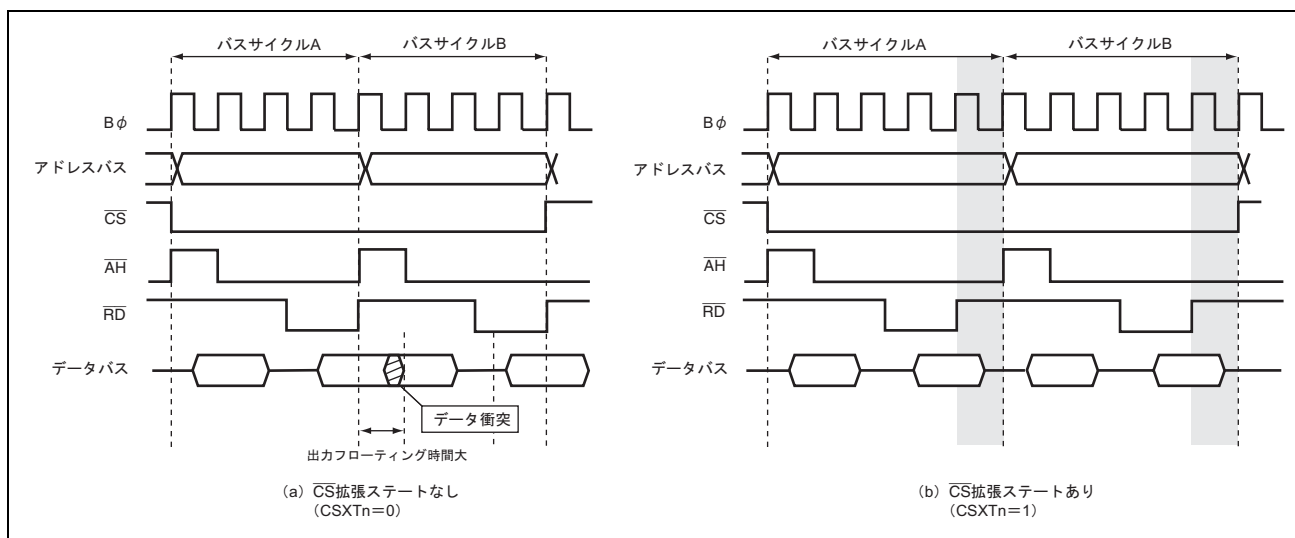 バスサイクルA
バスサイクルB
Bφ
アドレスバス
CS
AH
RD
データバス
データ衝突
出力フローティング時間大
(a) CS拡張ステートなし
(CSXTn=0)
バスサイクルA
バスサイクルB
Bφ
アドレスバス
CS
AH
RD
データバス
(b) CS拡張ステートあり
(CSXTn=1)